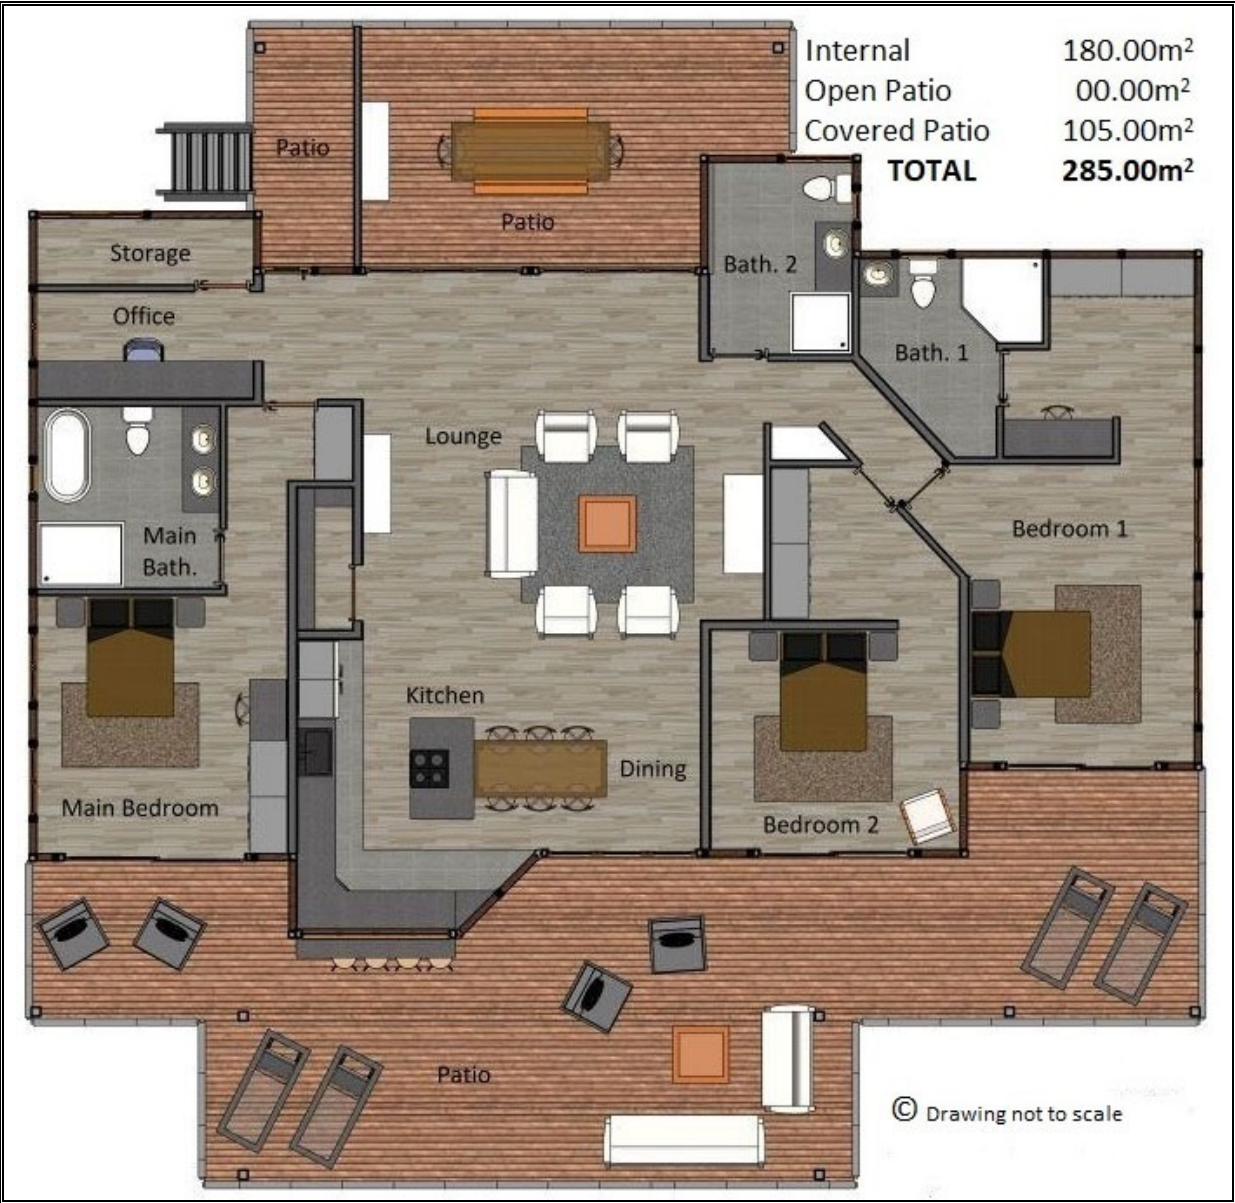 Internal 180.00m²
Open Patio 00.00m²
Covered Patio 105.00m²
TOTAL 285.00m²
Patio
Patio
Storage
Bath. 2
Office
Bath. 1
Lounge
Main
Bath.
Bedroom 1
Kitchen
Dining
Main Bedroom
Bedroom 2
Patio
© Drawing not to scale